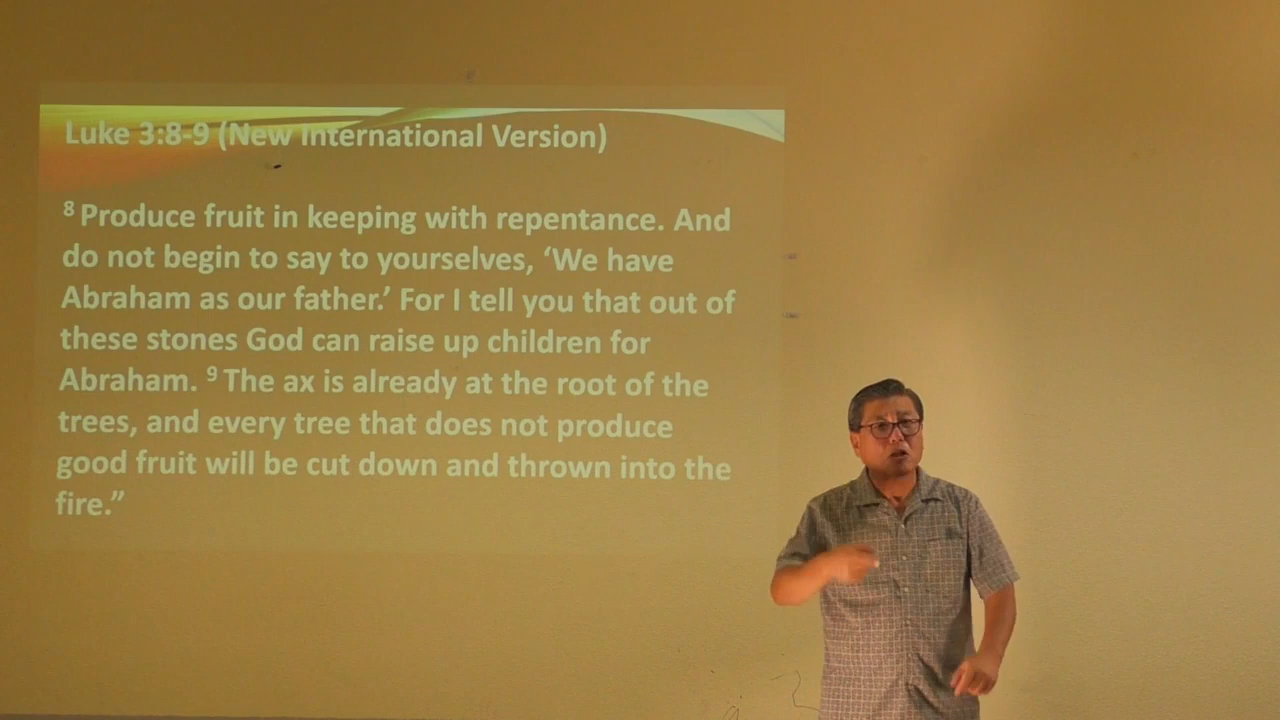 Luke 3:8-9 (New International Version)
⁸ Produce fruit in keeping with repentance. And
do not begin to say to yourselves, ‘We have
Abraham as our father.’ For I tell you that out of
these stones God can raise up children for
Abraham. ⁹ The ax is already at the root of the
trees, and every tree that does not produce
good fruit will be cut down and thrown into the
fire.”